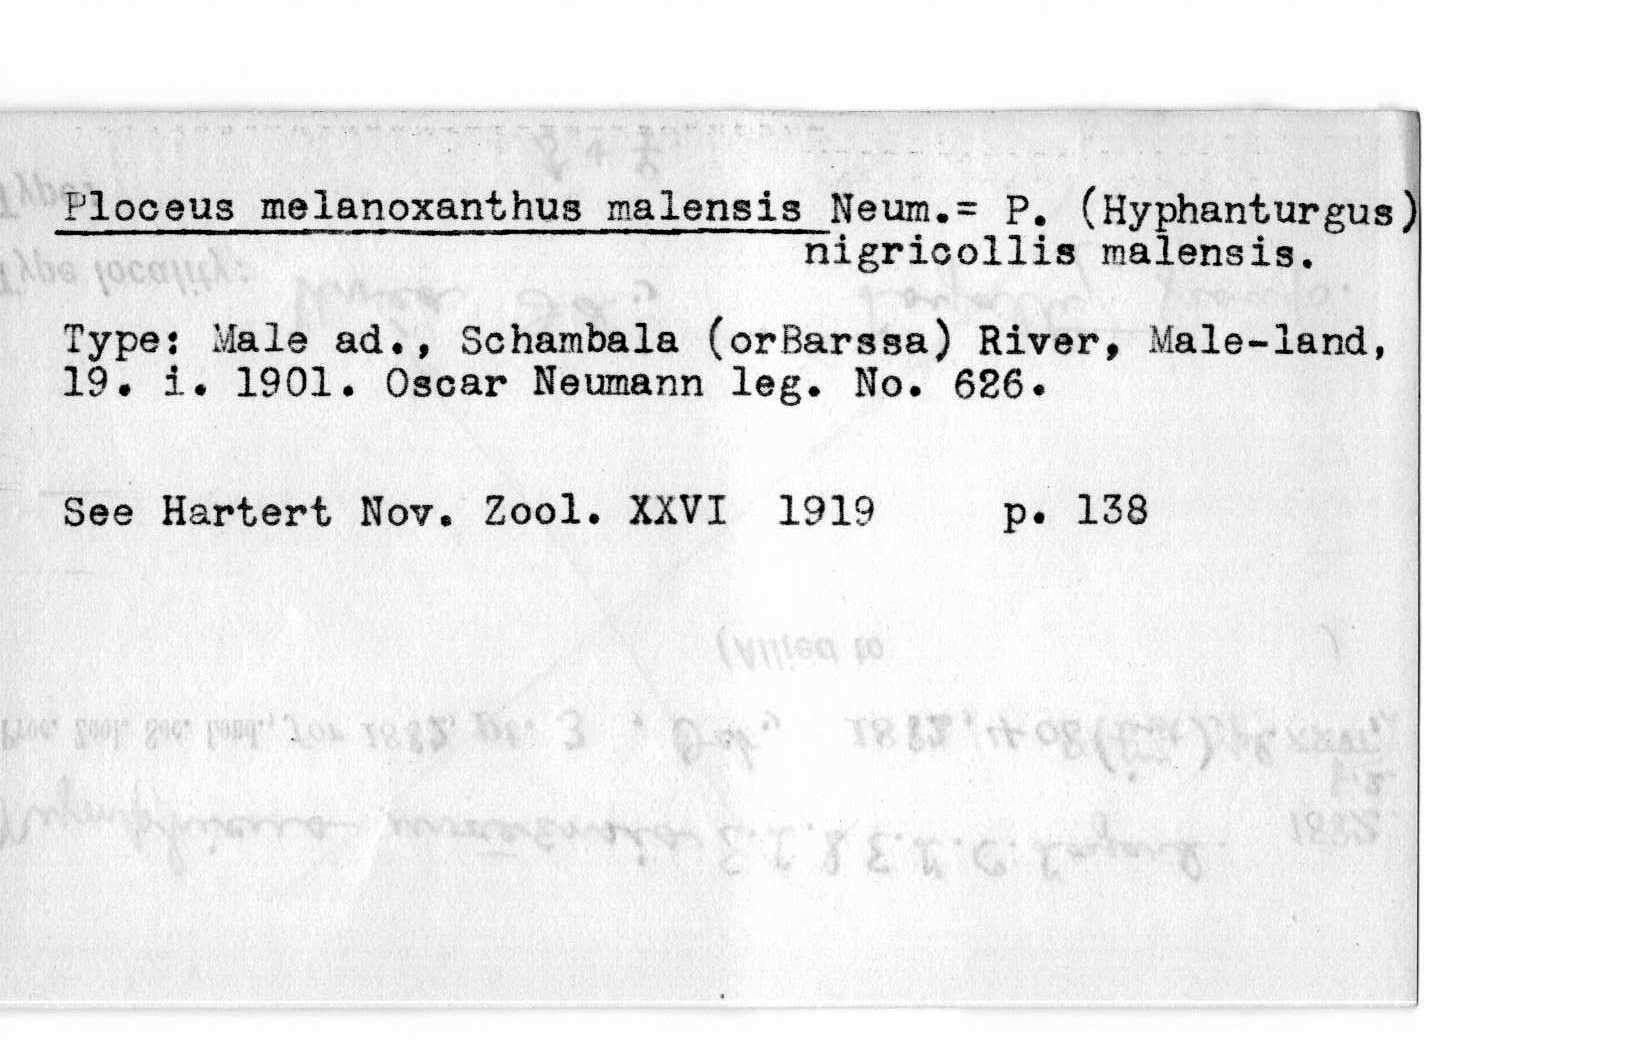 Ploceus melanoxanthus malensis Neum.= P. (Hyphanturgus)
nigricollis malensis.
Type: Male ad., Schambala (orBarssa) River, Male-land,
19. i. 1901. Oscar Neumann leg. No. 626.
See Hartert Nov. Zool. XXVI 1919 p. 138